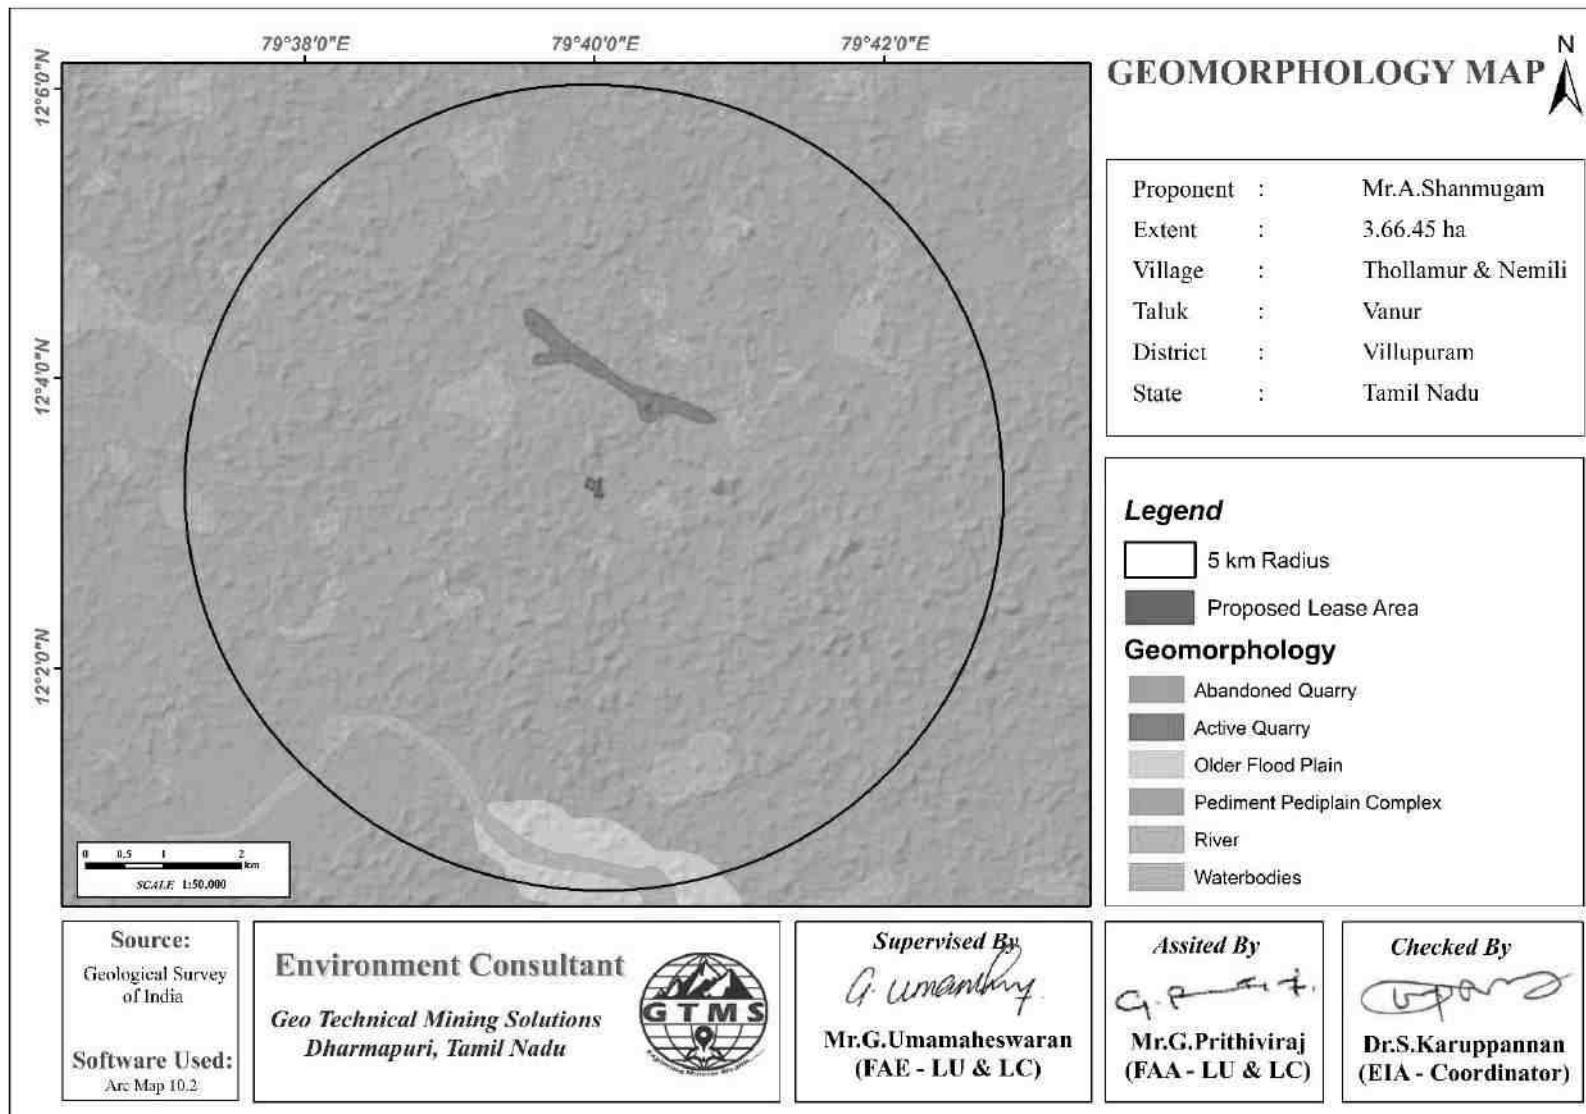 79°38'0"E 79°40'0"E 79°42'0"E
12°6'0"N
12°4'0"N
12°2'0"N
GEOMORPHOLOGY MAP
N
Proponent : Mr.A.Shanmugam
Extent : 3.66.45 ha
Village : Thollamur & Nemili
Taluk : Vanur
District : Villupuram
State : Tamil Nadu
Legend
5 km Radius
Proposed Lease Area
Geomorphology
Abandoned Quarry
Active Quarry
Older Flood Plain
Pediment Pediplain Complex
River
Waterbodies
0 0.5 1 2
km
SCALE 1:50,000
Source:
Geological Survey
of India
Software Used:
Arc Map 10.2
Environment Consultant
Geo Technical Mining Solutions
Dharmapuri, Tamil Nadu
GTMS
Supervised By
Mr.G.Umamaheswaran
(FAE - LU & LC)
Assited By
Mr.G.Prithiviraj
(FAA - LU & LC)
Checked By
Dr.S.Karuppannan
(EIA - Coordinator)